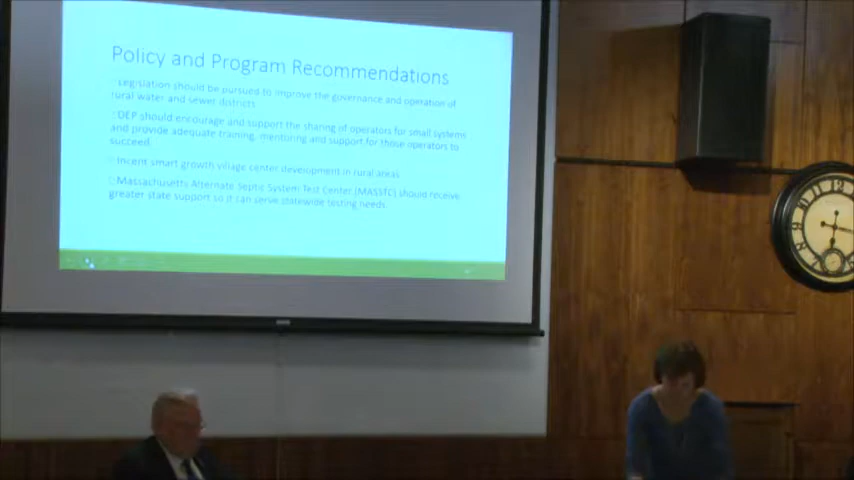 Policy and Program Recommendations
Legislation should be pursued to improve the governance and operation of
rural water and sewer districts.
DEP should encourage and support the sharing of operators for small systems
and provide adequate training, mentoring and support for those operators to
succeed.
Incent smart growth village center development in rural areas.
Massachusetts Alternate Septic System Test Center (MASSTC) should receive
greater state support so it can serve statewide testing needs.